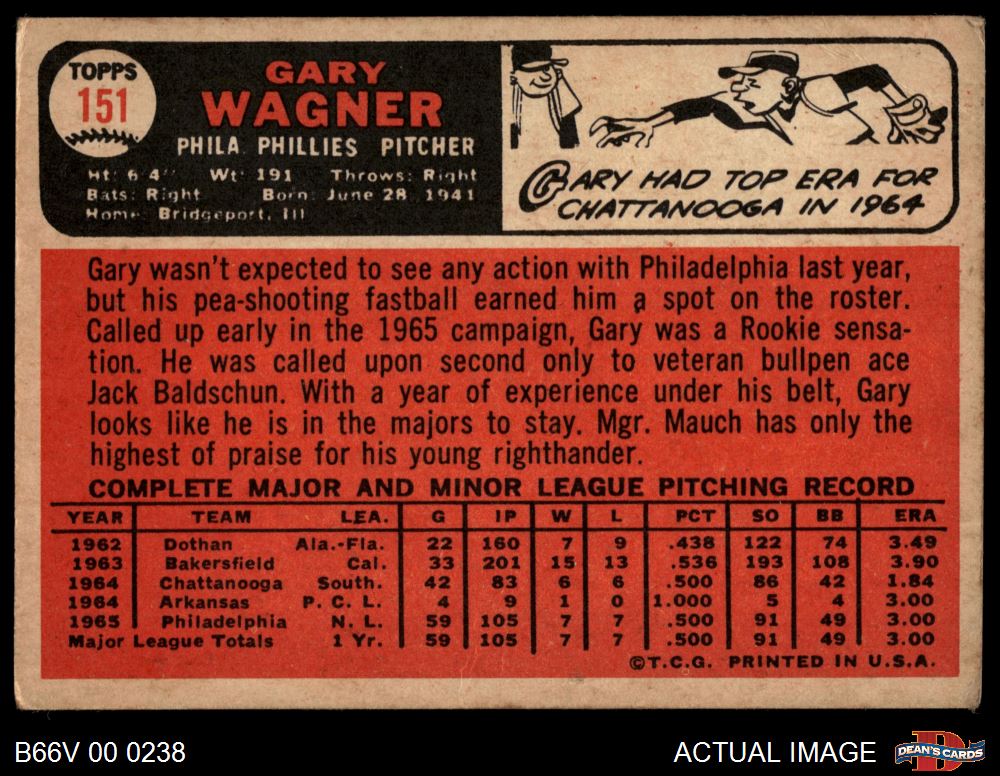 TOPPS
151
GARY
WAGNER
PHILA. PHILLIES PITCHER
Ht: 6'4" Wt: 191 Throws: Right
Bats: Right Born: June 28, 1941
Home: Bridgeport, Ill
GARY HAD TOP ERA FOR
CHATTANOOGA IN 1964
Gary wasn't expected to see any action with Philadelphia last year,
but his pea-shooting fastball earned him a spot on the roster.
Called up early in the 1965 campaign, Gary was a Rookie sensa-
tion. He was called upon second only to veteran bullpen ace
Jack Baldschun. With a year of experience under his belt, Gary
looks like he is in the majors to stay. Mgr. Mauch has only the
highest of praise for his young righthander.
COMPLETE MAJOR AND MINOR LEAGUE PITCHING RECORD
YEAR TEAM LEA. G IP W L PCT SO BB ERA
1962 Dothan Ala.-Fla. 22 160 7 9 .438 122 74 3.49
1963 Bakersfield Cal. 33 201 15 13 .536 193 108 3.90
1964 Chattanooga South. 42 83 6 6 .500 86 42 1.84
1964 Arkansas P. C. L. 4 9 1 0 1.000 5 4 3.00
1965 Philadelphia N. L. 59 105 7 7 .500 91 49 3.00
Major League Totals 1 Yr. 59 105 7 7 .500 91 49 3.00
©T.C.G. PRINTED IN U.S.A.
B66V 00 0238
ACTUAL IMAGE
DEAN'S CARDS